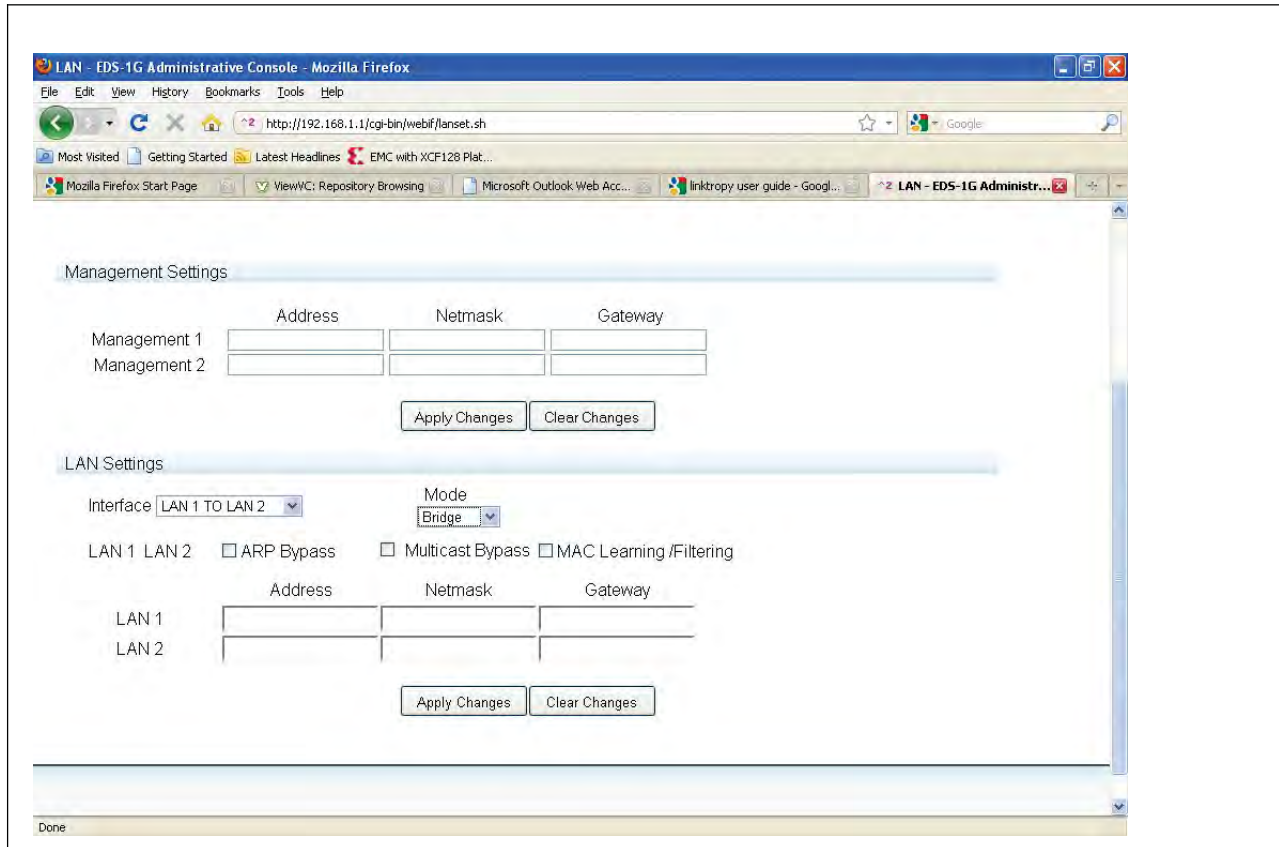 LAN - EDS-1G Administrative Console - Mozilla Firefox
File Edit View History Bookmarks Tools Help
http://192.168.1.1/cgi-bin/webif/lanset.sh Google
Most Visited Getting Started Latest Headlines EMC with XCF128 Plat...
Mozilla Firefox Start Page ViewVC: Repository Browsing Microsoft Outlook Web Acc... linktropy user guide - Googl... ^2 LAN - EDS-1G Administr...
Management Settings
Address Netmask Gateway
Management 1
Management 2
Apply Changes Clear Changes
LAN Settings
Mode
Interface LAN 1 TO LAN 2 Bridge
LAN 1 LAN 2 ARP Bypass Multicast Bypass MAC Learning /Filtering
Address Netmask Gateway
LAN 1
LAN 2
Apply Changes Clear Changes
Done